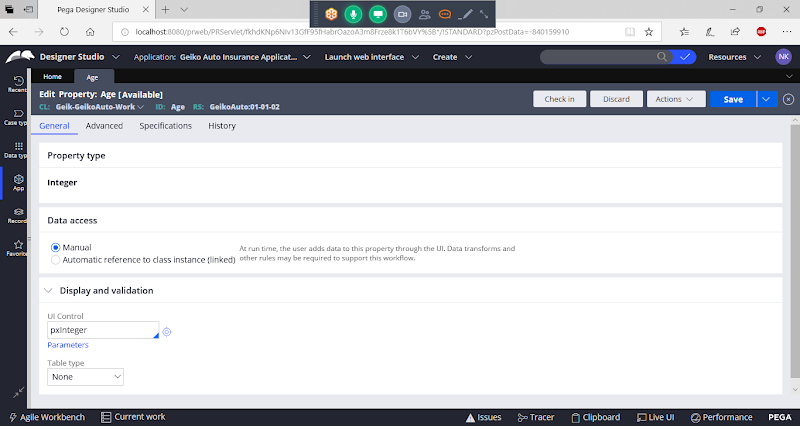 Pega Designer Studio
localhost:8080/prweb/PRServlet/
/!STANDARD?pzPostData=-840159910
Designer Studio
Application: Geiko Auto Insurance Applicat...
Launch web interface
Create
Resources
NK
Home
Age
Recent
Case typ
Data typ
App
Record
Favorite
Edit Property: Age [Available]
CL: Geik-GeikoAuto-Work ID: Age RS: GeikoAuto:01-01-02
Check in
Discard
Actions
Save
General Advanced Specifications History
Property type
Integer
Data access
Manual
Automatic reference to class instance (linked)
At run time, the user adds data to this property through the UI. Data transforms and
other rules may be required to support this workflow.
Display and validation
UI Control
pxInteger
Parameters
Table type
None
Agile Workbench
Current work
Issues
Tracer
Clipboard
Live UI
Performance
PEGA